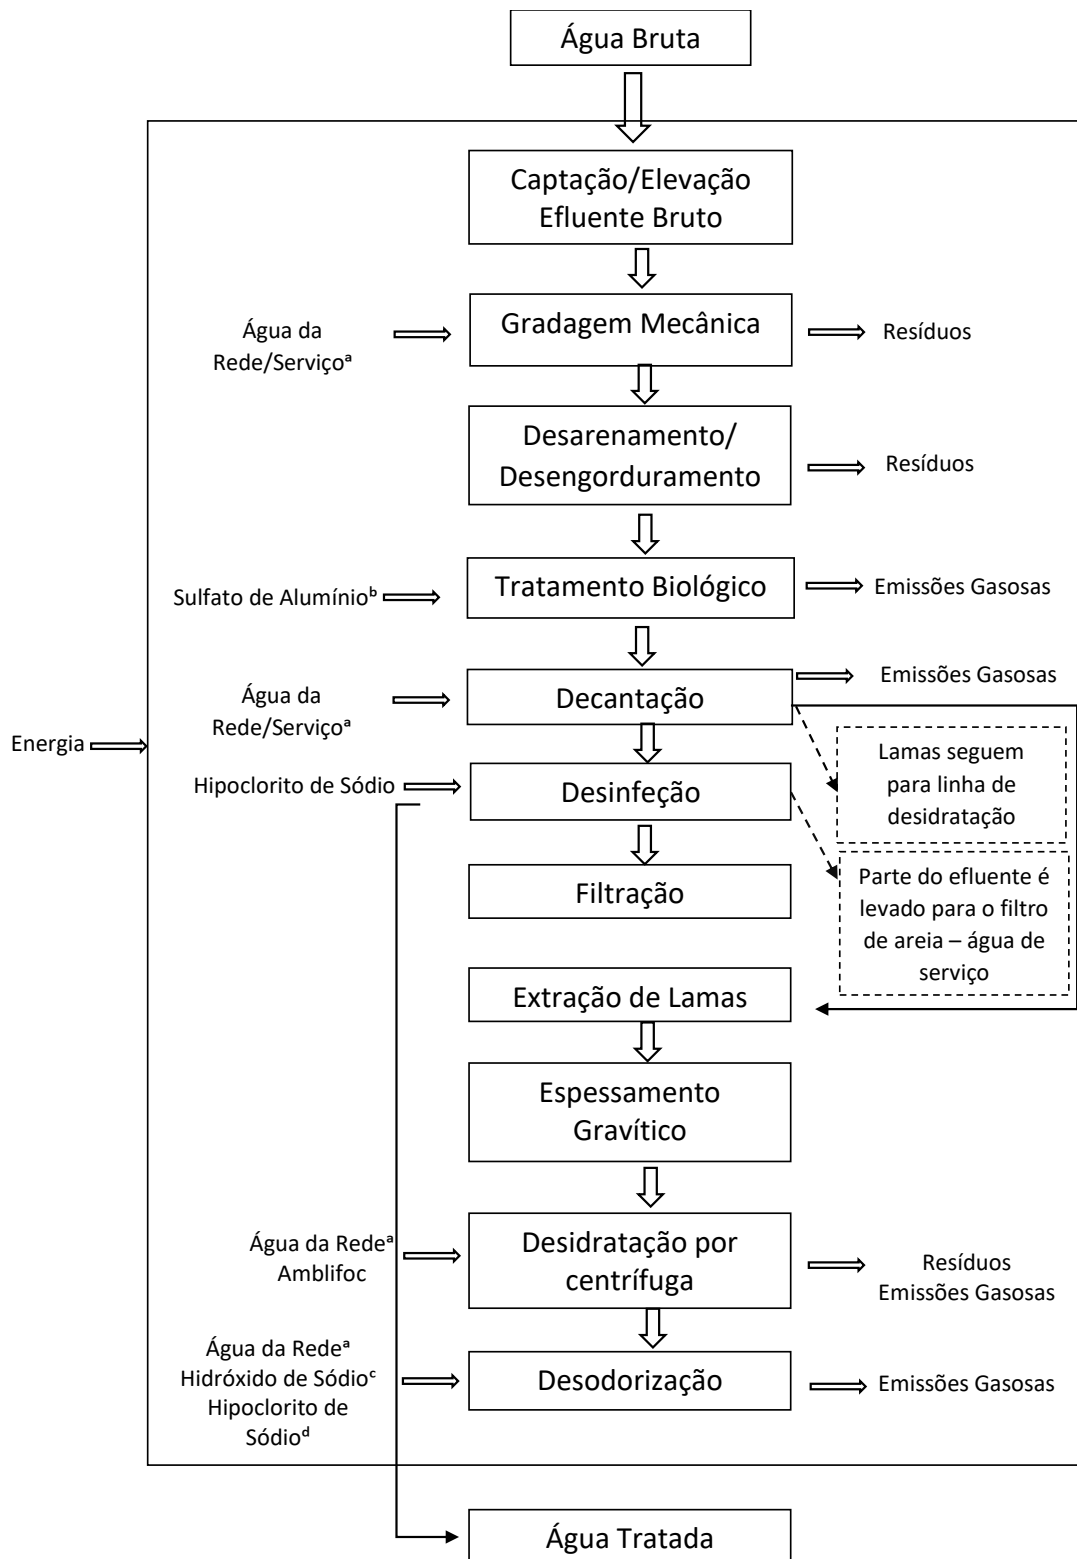 Água Bruta
Captação/Elevação
Efluente Bruto
Água da
Rede/Serviçoᵃ
Gradagem Mecânica
Resíduos
Desarenamento/
Desengorduramento
Resíduos
Sulfato de Alumínioᵇ
Tratamento Biológico
Emissões Gasosas
Água da
Rede/Serviçoᵃ
Decantação
Emissões Gasosas
Energia
Lamas seguem
para linha de
desidratação
Hipoclorito de Sódio
Desinfeção
Parte do efluente é
levado para o filtro
de areia – água de
serviço
Filtração
Extração de Lamas
Espessamento
Gravítico
Água da Redeᵃ
Amblifoc
Desidratação por
centrífuga
Resíduos
Emissões Gasosas
Água da Redeᵃ
Hidróxido de Sódioᶜ
Hipoclorito de
Sódioᵈ
Desodorização
Emissões Gasosas
Água Tratada